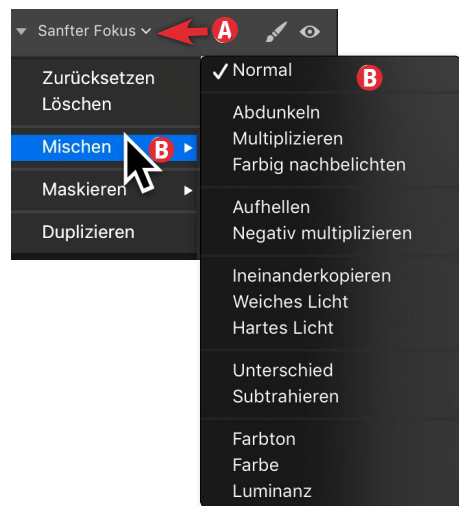 Sanfter Fokus
A
Zurücksetzen
Löschen
Mischen
B
Maskieren
Duplizieren
Normal
B
Abdunkeln
Multiplizieren
Farbig nachbelichten
Aufhellen
Negativ multiplizieren
Ineinanderkopieren
Weiches Licht
Hartes Licht
Unterschied
Subtrahieren
Farbton
Farbe
Luminanz